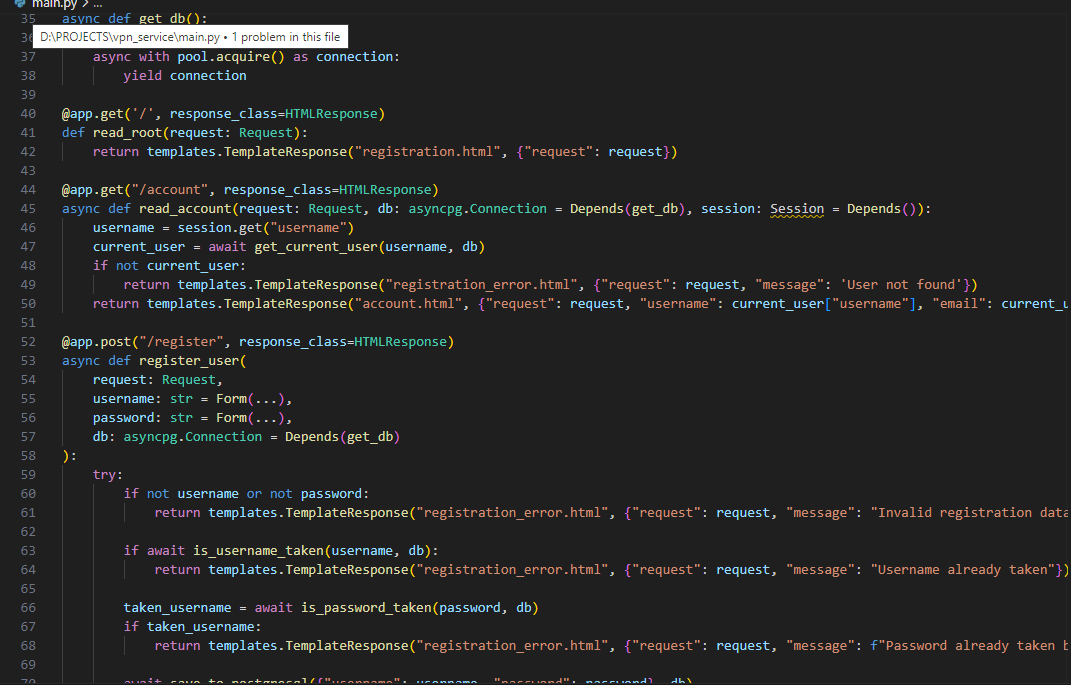 main.py > ...
35 async def get_db():
36
D:\PROJECTS\vpn_service\main.py • 1 problem in this file
37 async with pool.acquire() as connection:
38 yield connection
39
40 @app.get('/', response_class=HTMLResponse)
41 def read_root(request: Request):
42 return templates.TemplateResponse("registration.html", {"request": request})
43
44 @app.get("/account", response_class=HTMLResponse)
45 async def read_account(request: Request, db: asyncpg.Connection = Depends(get_db), session: Session = Depends()):
46 username = session.get("username")
47 current_user = await get_current_user(username, db)
48 if not current_user:
49 return templates.TemplateResponse("registration_error.html", {"request": request, "message": 'User not found'})
50 return templates.TemplateResponse("account.html", {"request": request, "username": current_user["username"], "email": current_u
51
52 @app.post("/register", response_class=HTMLResponse)
53 async def register_user(
54 request: Request,
55 username: str = Form(...),
56 password: str = Form(...),
57 db: asyncpg.Connection = Depends(get_db)
58 ):
59 try:
60 if not username or not password:
61 return templates.TemplateResponse("registration_error.html", {"request": request, "message": "Invalid registration data
62
63 if await is_username_taken(username, db):
64 return templates.TemplateResponse("registration_error.html", {"request": request, "message": "Username already taken"})
65
66 taken_username = await is_password_taken(password, db)
67 if taken_username:
68 return templates.TemplateResponse("registration_error.html", {"request": request, "message": f"Password already taken b
69
70 await save_to_postgresql({"username": username, "password": password}, db)